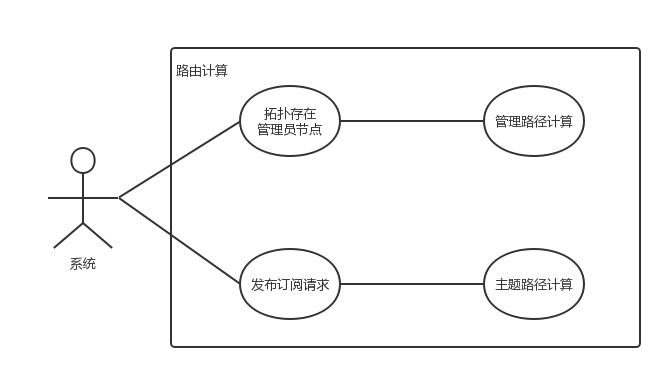 路由计算
拓扑存在
管理员节点
管理路径计算
系统
发布订阅请求
主题路径计算